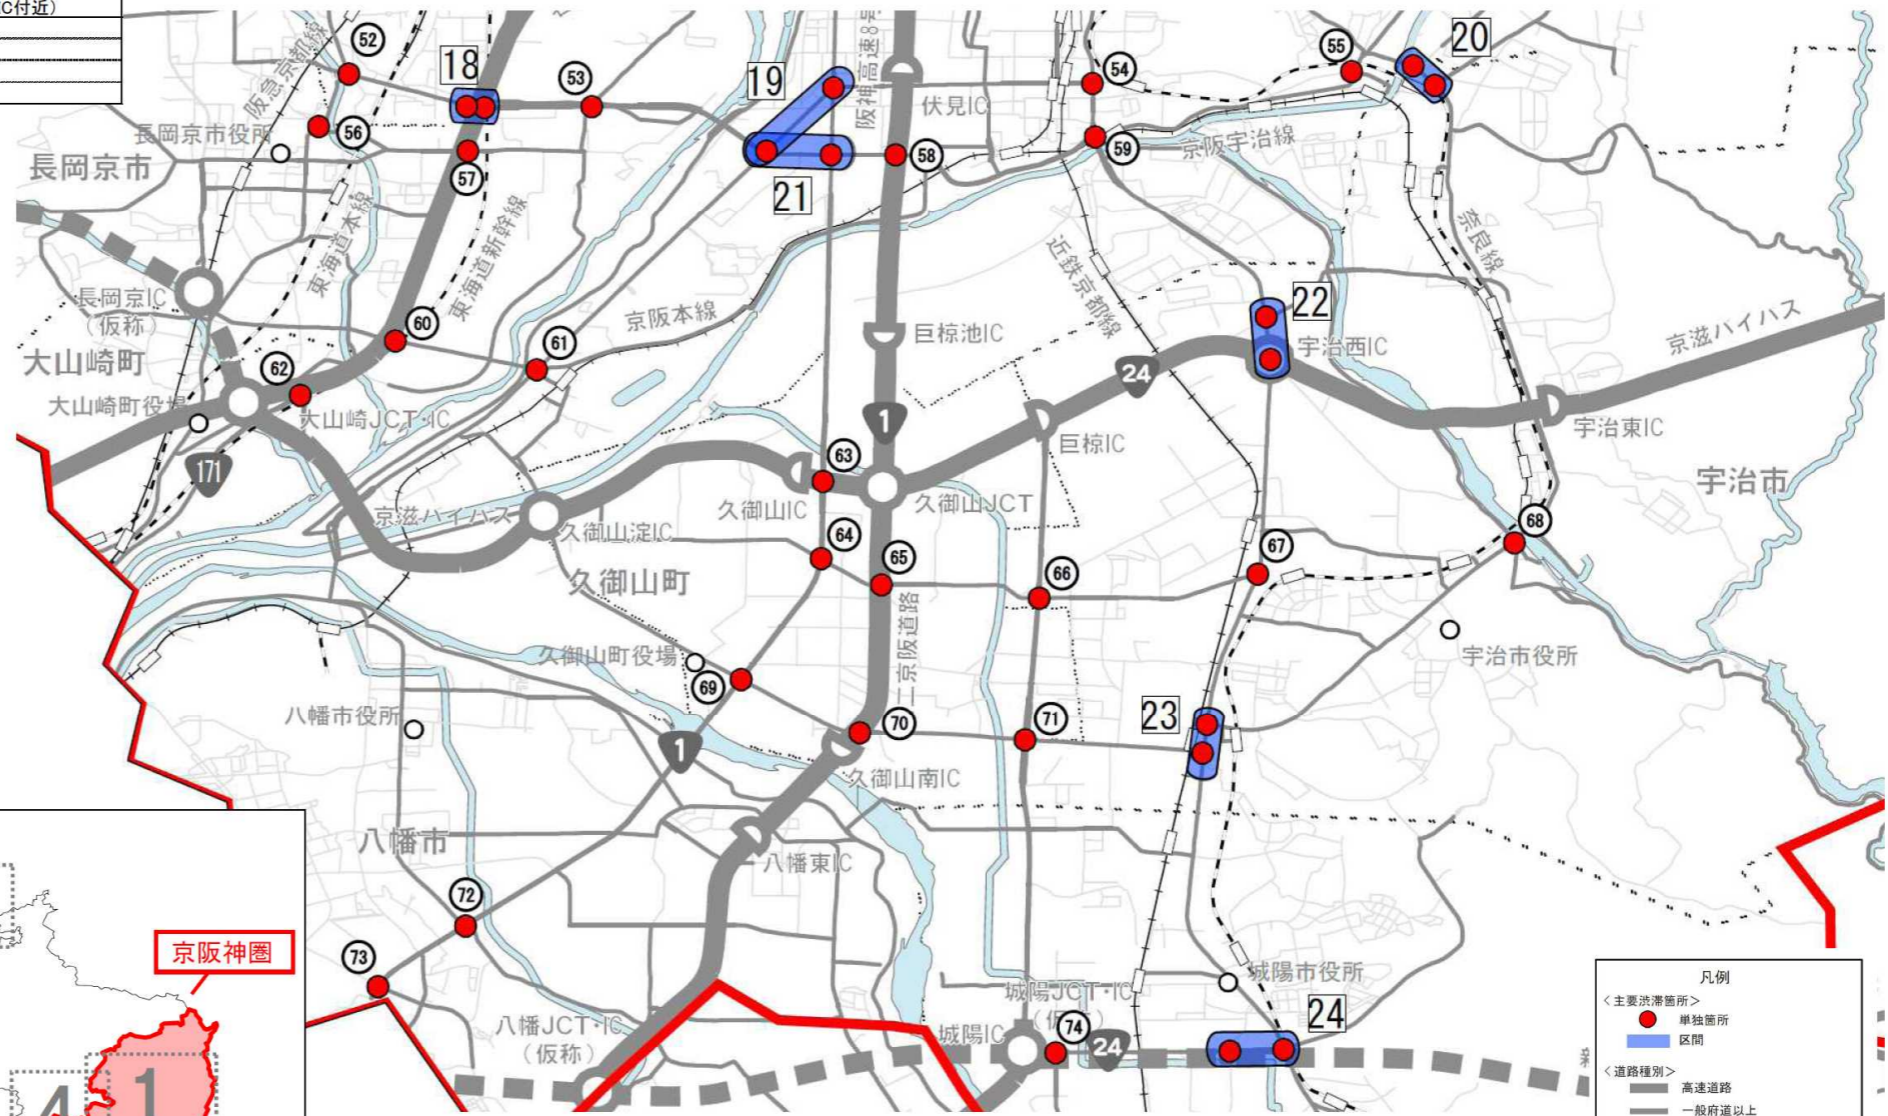 C付近）
52
18
53
19
阪神高速8号
54
55
20
阪急京都線
伏見IC
長岡京市役所
56
57
21
58
59
京阪宇治線
長岡京市
東海道本線
東海道新幹線
近鉄京都線
奈良線
長岡京IC
（仮称）
60
京阪本線
61
巨椋池IC
22
宇治西IC
京滋バイパス
大山崎町
62
24
大山崎町役場
大山崎JCT・IC
1
巨椋IC
宇治東IC
171
63
宇治市
京滋バイパス
久御山淀IC
久御山IC
久御山JCT
68
64
65
66
67
久御山町
二京阪道路
久御山町役場
69
宇治市役所
八幡市役所
1
70
71
23
久御山南IC
八幡市
八幡東IC
72
73
京阪神圏
城陽市役所
城陽JCT・IC
（仮称）
八幡JCT・IC
（仮称）
城陽IC
74
24
24
新
4
1
凡例
＜主要渋滞箇所＞
単独箇所
区間
＜道路種別＞
高速道路
一般府道以上